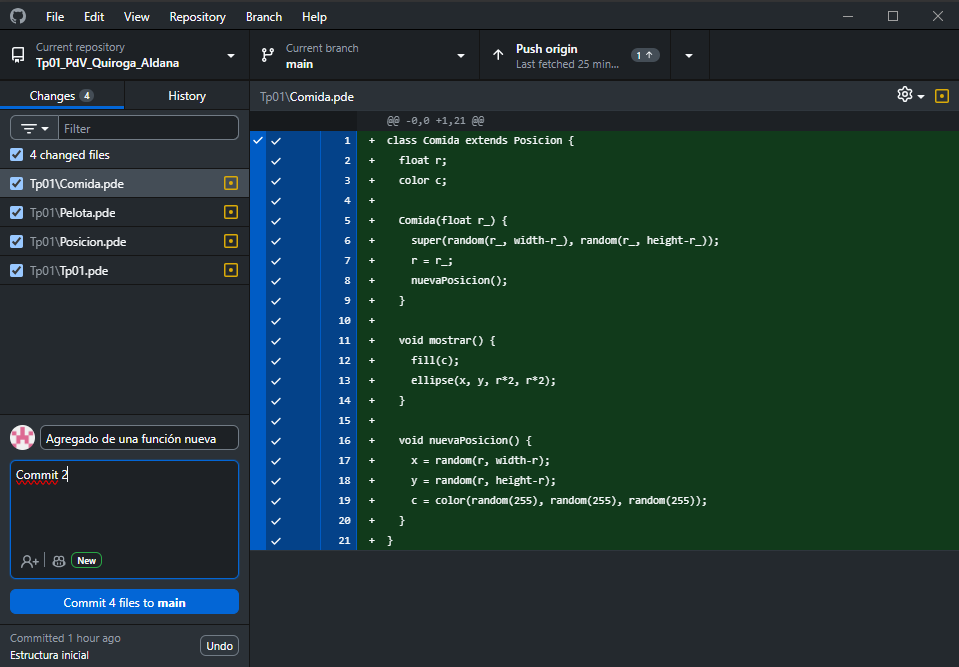 File Edit View Repository Branch Help
Current repository
Tp01_PdV_Quiroga_Aldana
Current branch
main
Push origin
Last fetched 25 min...
1
Changes 4
History
Filter
4 changed files
Tp01\Comida.pde
Tp01\Pelota.pde
Tp01\Posicion.pde
Tp01\Tp01.pde
Agregado de una función nueva
Commit 2
New
Commit 4 files to main
Committed 1 hour ago
Estructura inicial
Undo
Tp01\Comida.pde
@@ -0,0 +1,21 @@
1 + class Comida extends Posicion {
2 + float r;
3 + color c;
4 +
5 + Comida(float r_) {
6 + super(random(r_, width-r_), random(r_, height-r_));
7 + r = r_;
8 + nuevaPosicion();
9 + }
10 +
11 + void mostrar() {
12 + fill(c);
13 + ellipse(x, y, r*2, r*2);
14 + }
15 +
16 + void nuevaPosicion() {
17 + x = random(r, width-r);
18 + y = random(r, height-r);
19 + c = color(random(255), random(255), random(255));
20 + }
21 + }